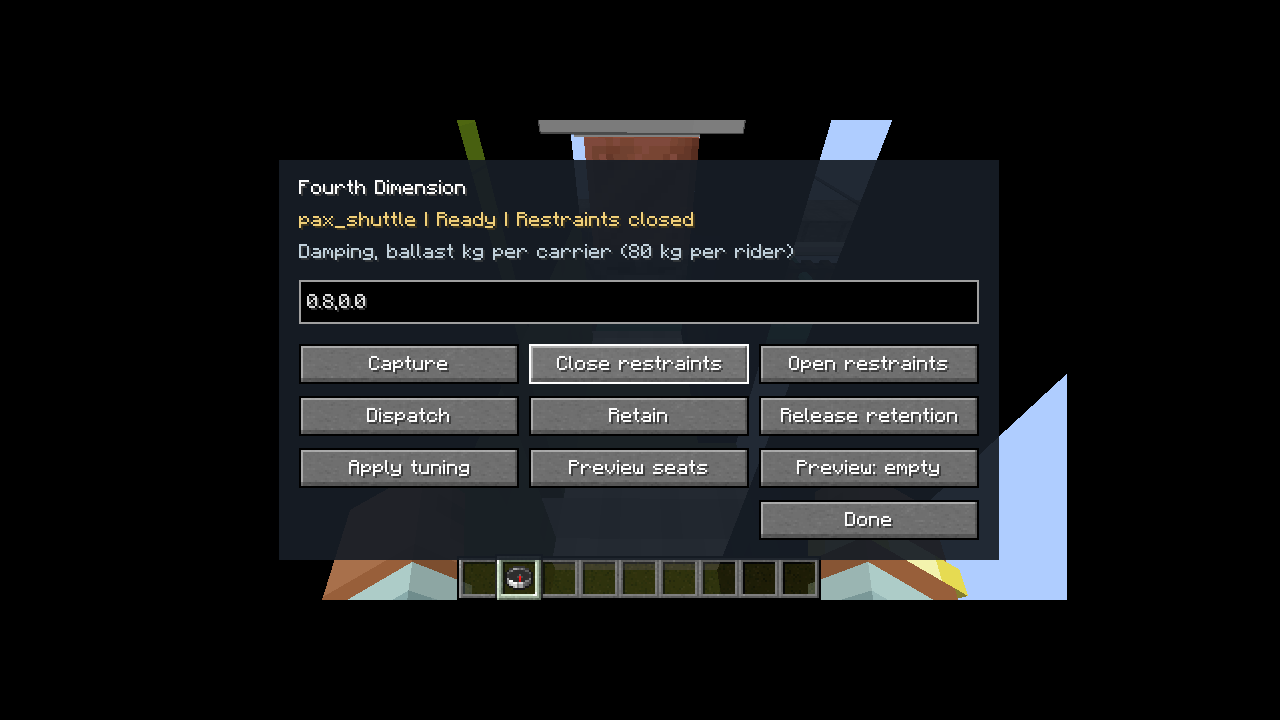 Fourth Dimension
pax_shuttle | Ready | Restraints closed
Damping, ballast kg per carrier (80 kg per rider)
0.8,0.0
Capture
Close restraints
Open restraints
Dispatch
Retain
Release retention
Apply tuning
Preview seats
Preview: empty
Done